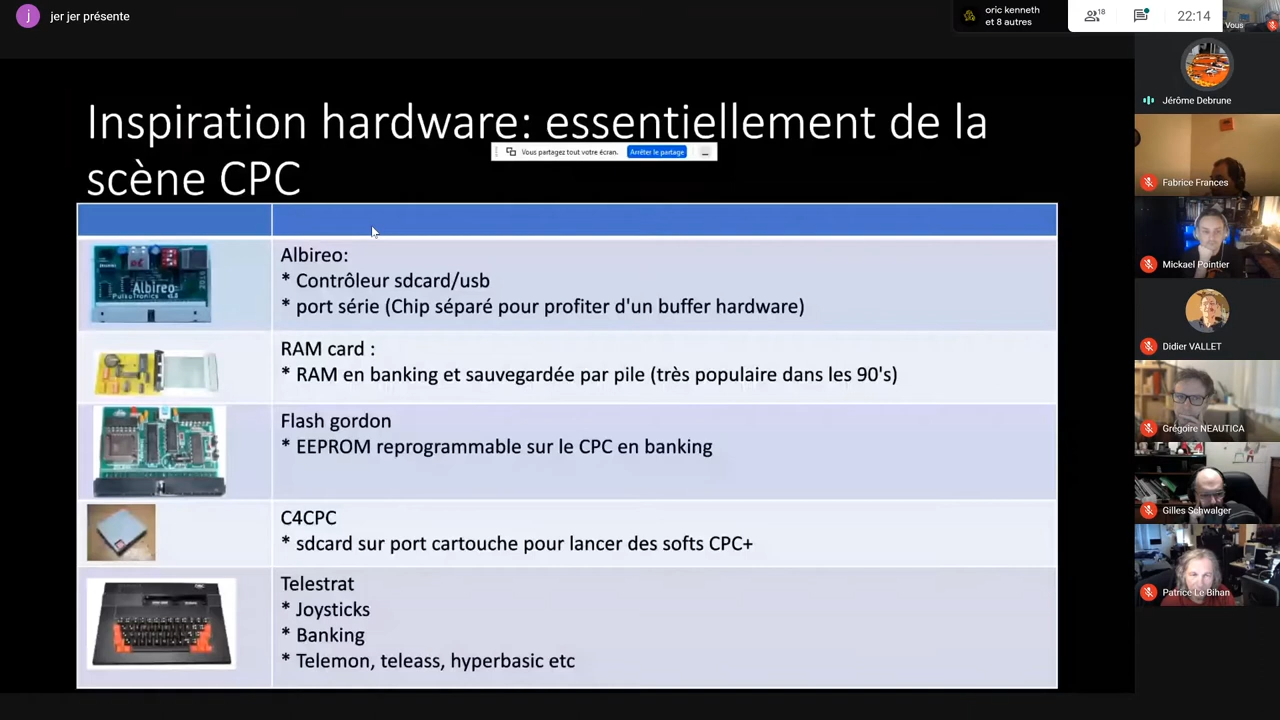 j
jer jer présente
oric kenneth
et 8 autres
18
22:14
Vous
Inspiration hardware: essentiellement de la
scène CPC
Vous partagez tout votre écran.
Arrêter le partage
Albireo
Albireo:
* Contrôleur sdcard/usb
* port série (Chip séparé pour profiter d'un buffer hardware)
RAM card :
* RAM en banking et sauvegardée par pile (très populaire dans les 90's)
Flash gordon
* EEPROM reprogrammable sur le CPC en banking
C4CPC
* sdcard sur port cartouche pour lancer des softs CPC+
Telestrat
* Joysticks
* Banking
* Telemon, teleass, hyperbasic etc
Jérôme Debrune
Fabrice Frances
Mickael Pointier
Didier VALLET
Grégoire NEAUTICA
Gilles Schwalger
Patrice Le Bihan